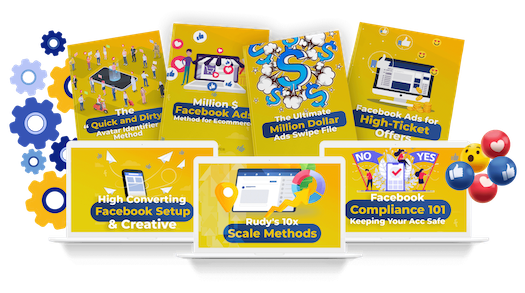 The
" Quick and Dirty"
Avatar Identifier
Method
Million $
Facebook Ads
Method for Ecommerce
The Ultimate
Million Dollar
Ads Swipe File
Facebook Ads for
High-Ticket
Offers
High Converting
Facebook Setup
& Creative
Rudy's 10x
Scale Methods
NO
YES
Facebook
Compliance 101
Keeping Your Acc Safe